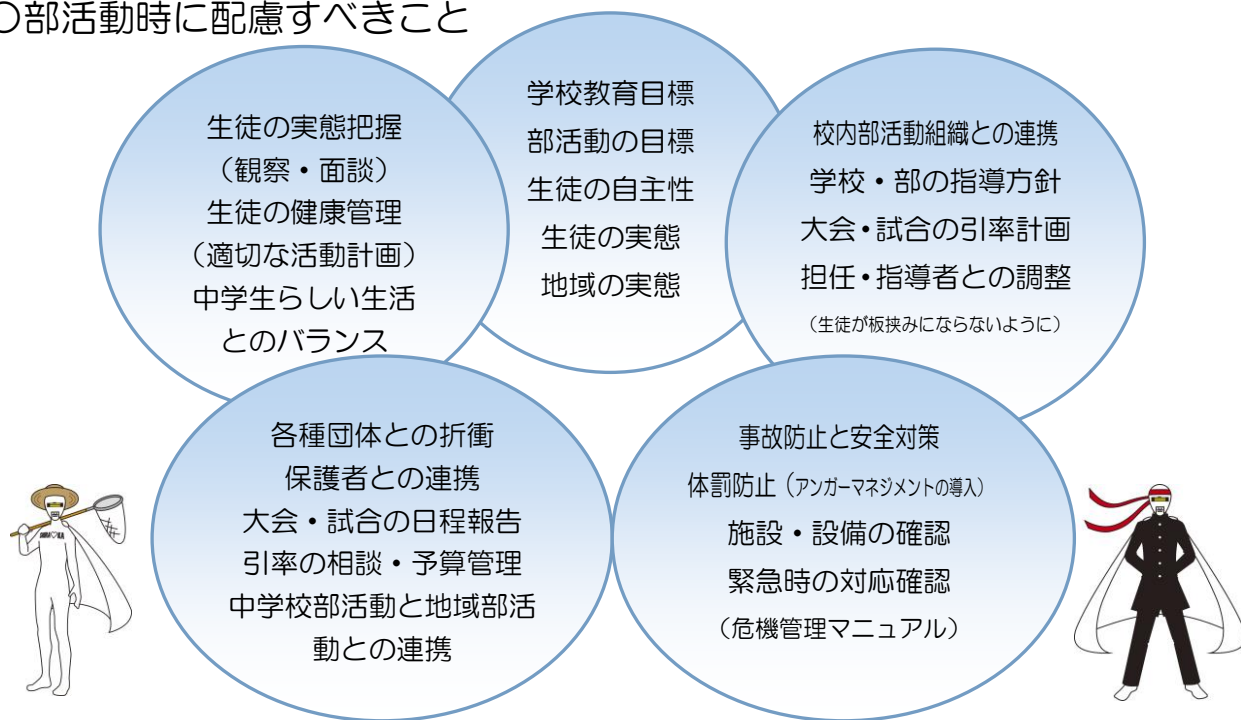 〇部活動時に配慮すべきこと
生徒の実態把握
（観察・面談）
生徒の健康管理
（適切な活動計画）
中学生らしい生活
とのバランス
学校教育目標
部活動の目標
生徒の自主性
生徒の実態
地域の実態
校内部活動組織との連携
学校・部の指導方針
大会・試合の引率計画
担任・指導者との調整
（生徒が板挟みにならないように）
各種団体との折衝
保護者との連携
大会・試合の日程報告
引率の相談・予算管理
中学校部活動と地域部活
動との連携
事故防止と安全対策
体罰防止（アンガーマネジメントの導入）
施設・設備の確認
緊急時の対応確認
（危機管理マニュアル）